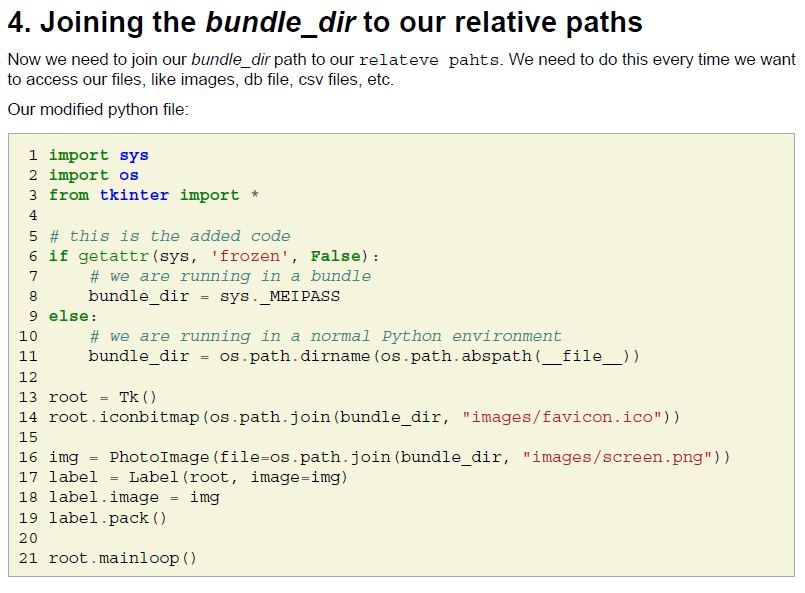 4. Joining the bundle_dir to our relative paths
Now we need to join our bundle_dir path to our relateve pahts. We need to do this every time we want
to access our files, like images, db file, csv files, etc.
Our modified python file:
1 import sys
2 import os
3 from tkinter import *
4
5 # this is the added code
6 if getattr(sys, 'frozen', False):
7     # we are running in a bundle
8     bundle_dir = sys._MEIPASS
9 else:
10     # we are running in a normal Python environment
11     bundle_dir = os.path.dirname(os.path.abspath(__file__))
12
13 root = Tk()
14 root.iconbitmap(os.path.join(bundle_dir, "images/favicon.ico"))
15
16 img = PhotoImage(file=os.path.join(bundle_dir, "images/screen.png"))
17 label = Label(root, image=img)
18 label.image = img
19 label.pack()
20
21 root.mainloop()